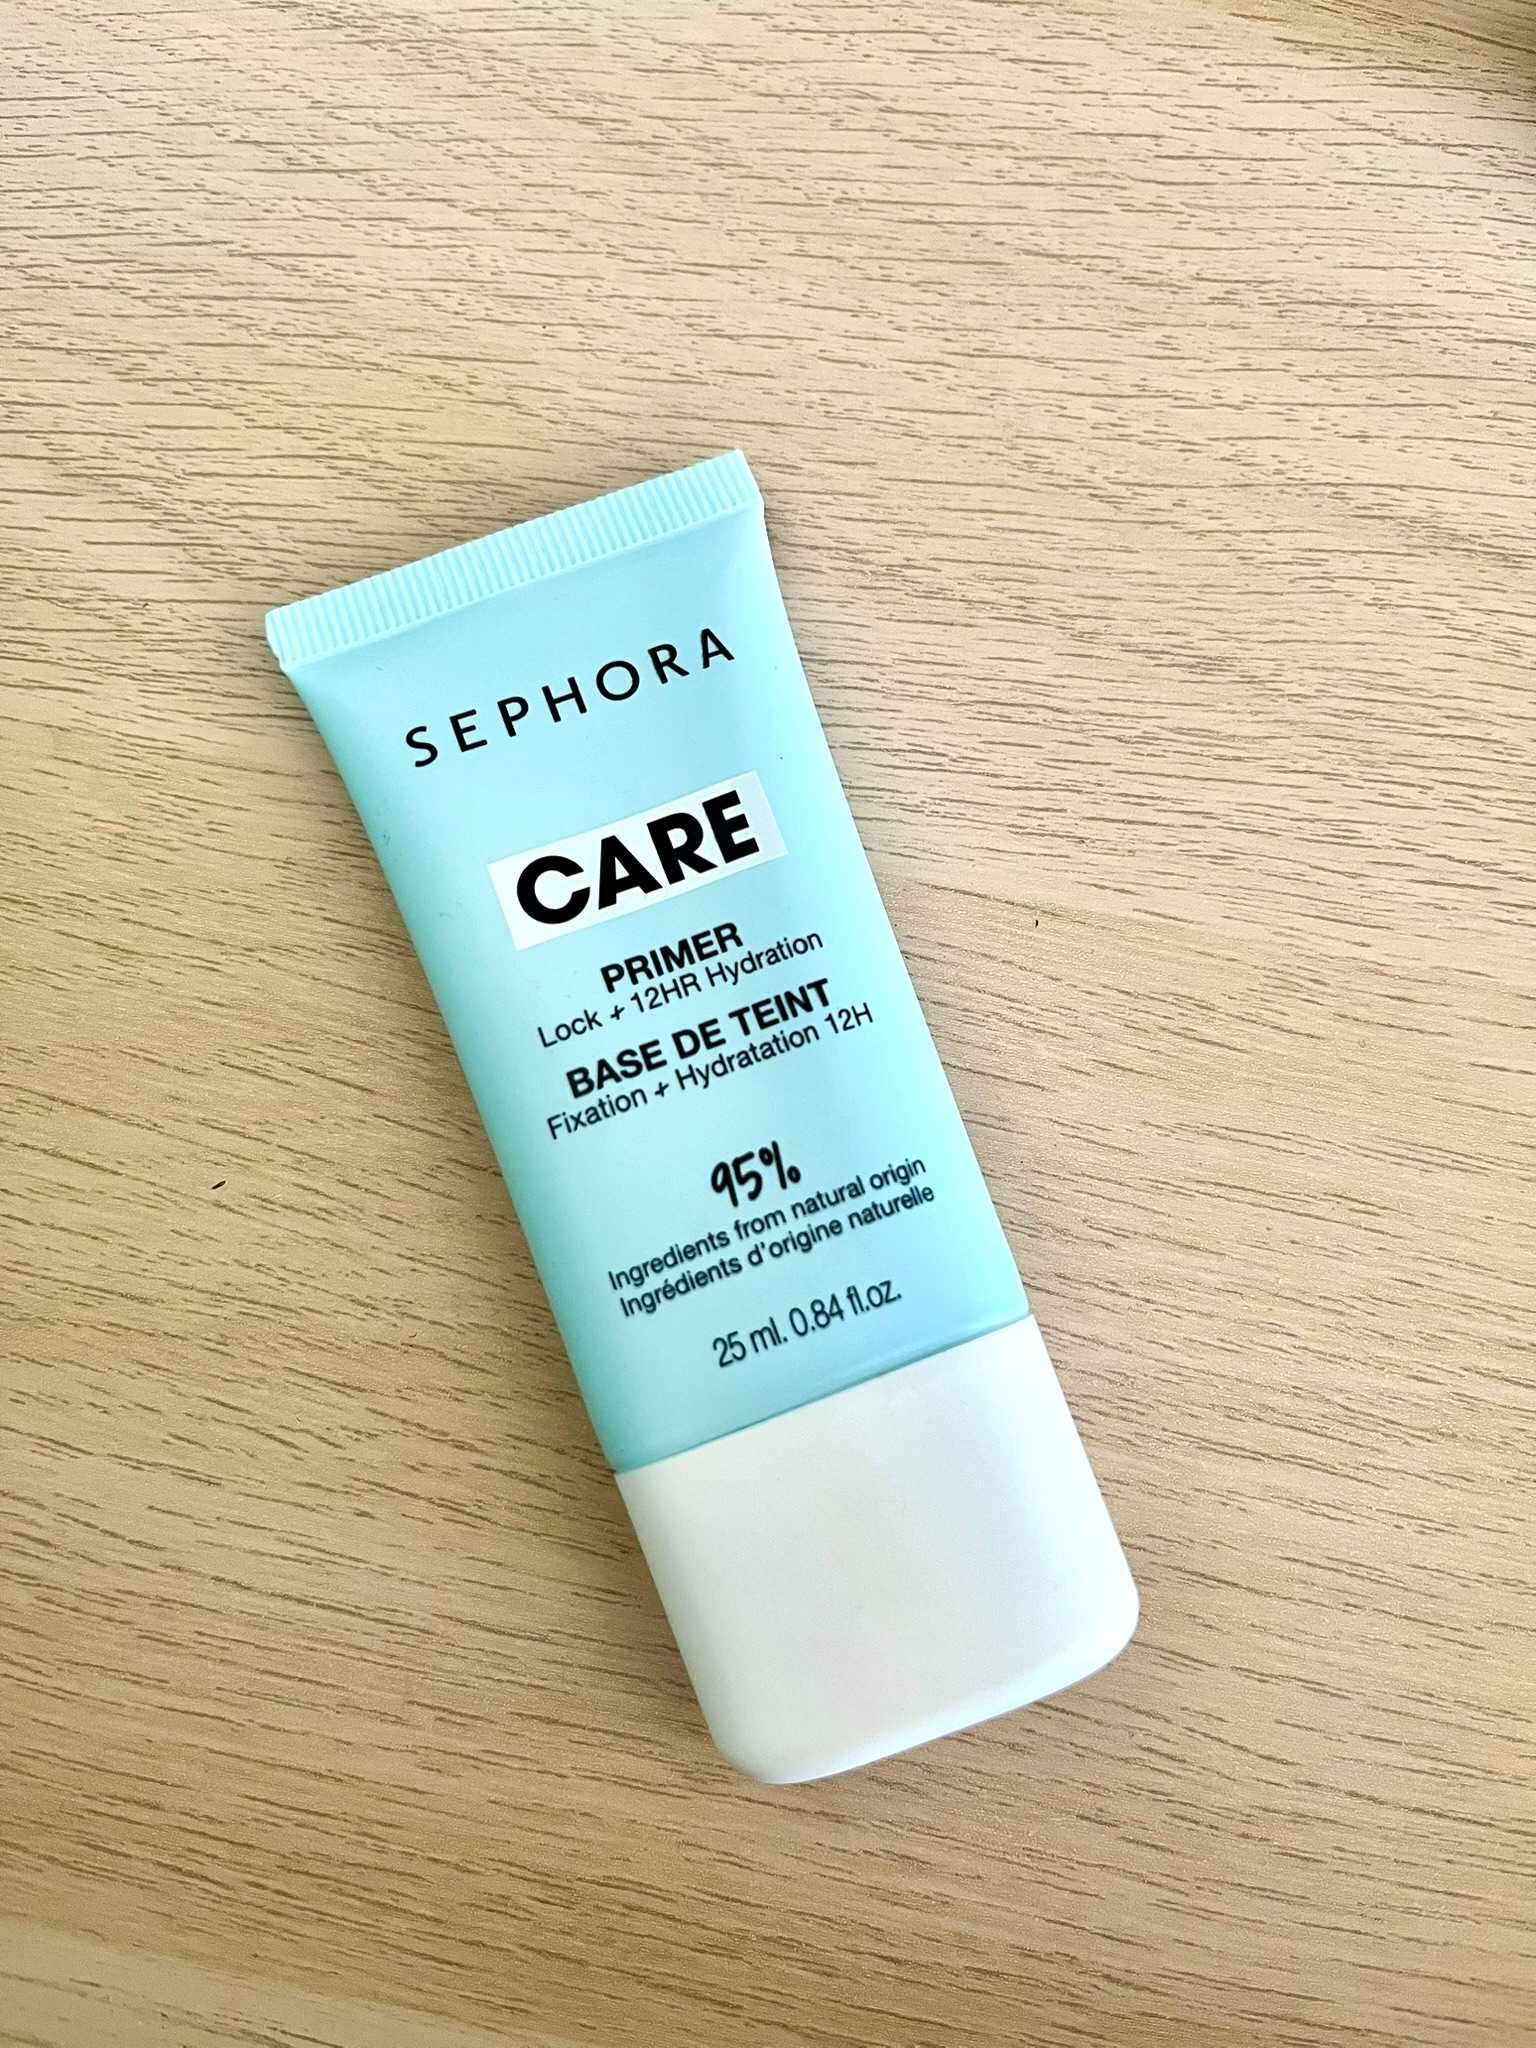 SEPHORA
CARE
PRIMER
Lock + 12HR Hydration
BASE DE TEINT
Fixation + Hydratation 12H
95%
Ingredients from natural origin
Ingrédients d'origine naturelle
25 ml. 0.84 fl.oz.